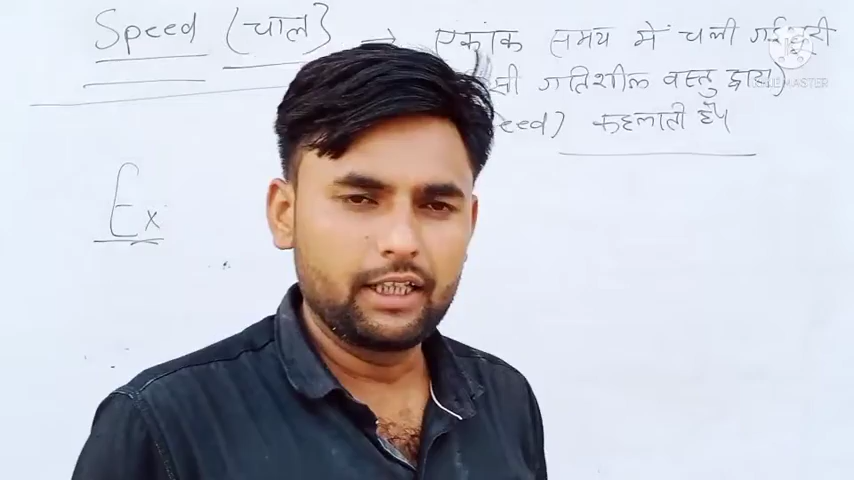 Speed (चाल) → एकांक समय में चली गई दूरी
गतिशील वस्तु द्वारा)
कहलाती है।
Ex